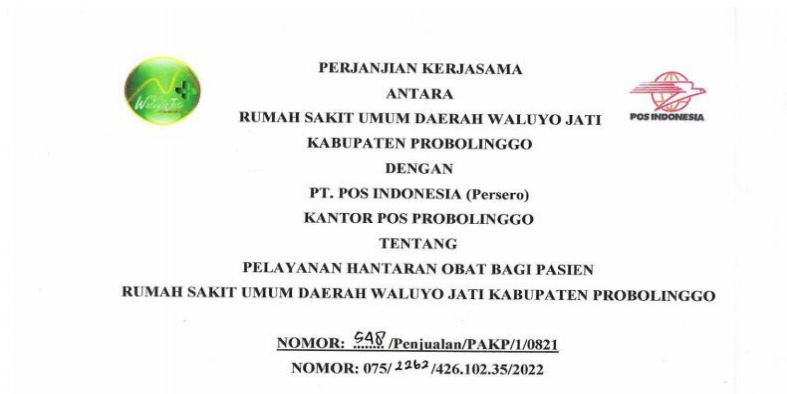 PERJANJIAN KERJASAMA
ANTARA
RUMAH SAKIT UMUM DAERAH WALUYO JATI
KABUPATEN PROBOLINGGO
DENGAN
PT. POS INDONESIA (Persero)
KANTOR POS PROBOLINGGO
TENTANG
PELAYANAN HANTARAN OBAT BAGI PASIEN
RUMAH SAKIT UMUM DAERAH WALUYO JATI KABUPATEN PROBOLINGGO
NOMOR: 548/Penjualan/PAKP/1/0821
NOMOR: 075/2262/426.102.35/2022
Waluyo Jati
POS INDONESIA